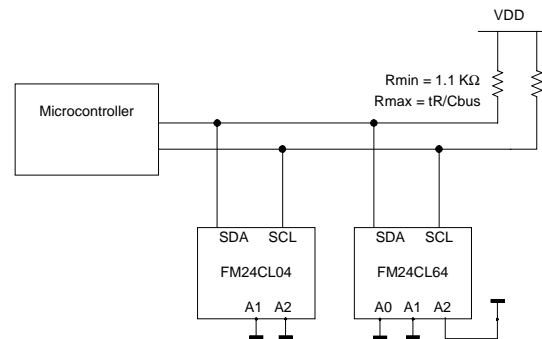 VDD
Rmin = 1.1 KΩ
Rmax = tR/Cbus
Microcontroller
SDA SCL
FM24CL04
A1 A2
SDA SCL
FM24CL64
A0 A1 A2